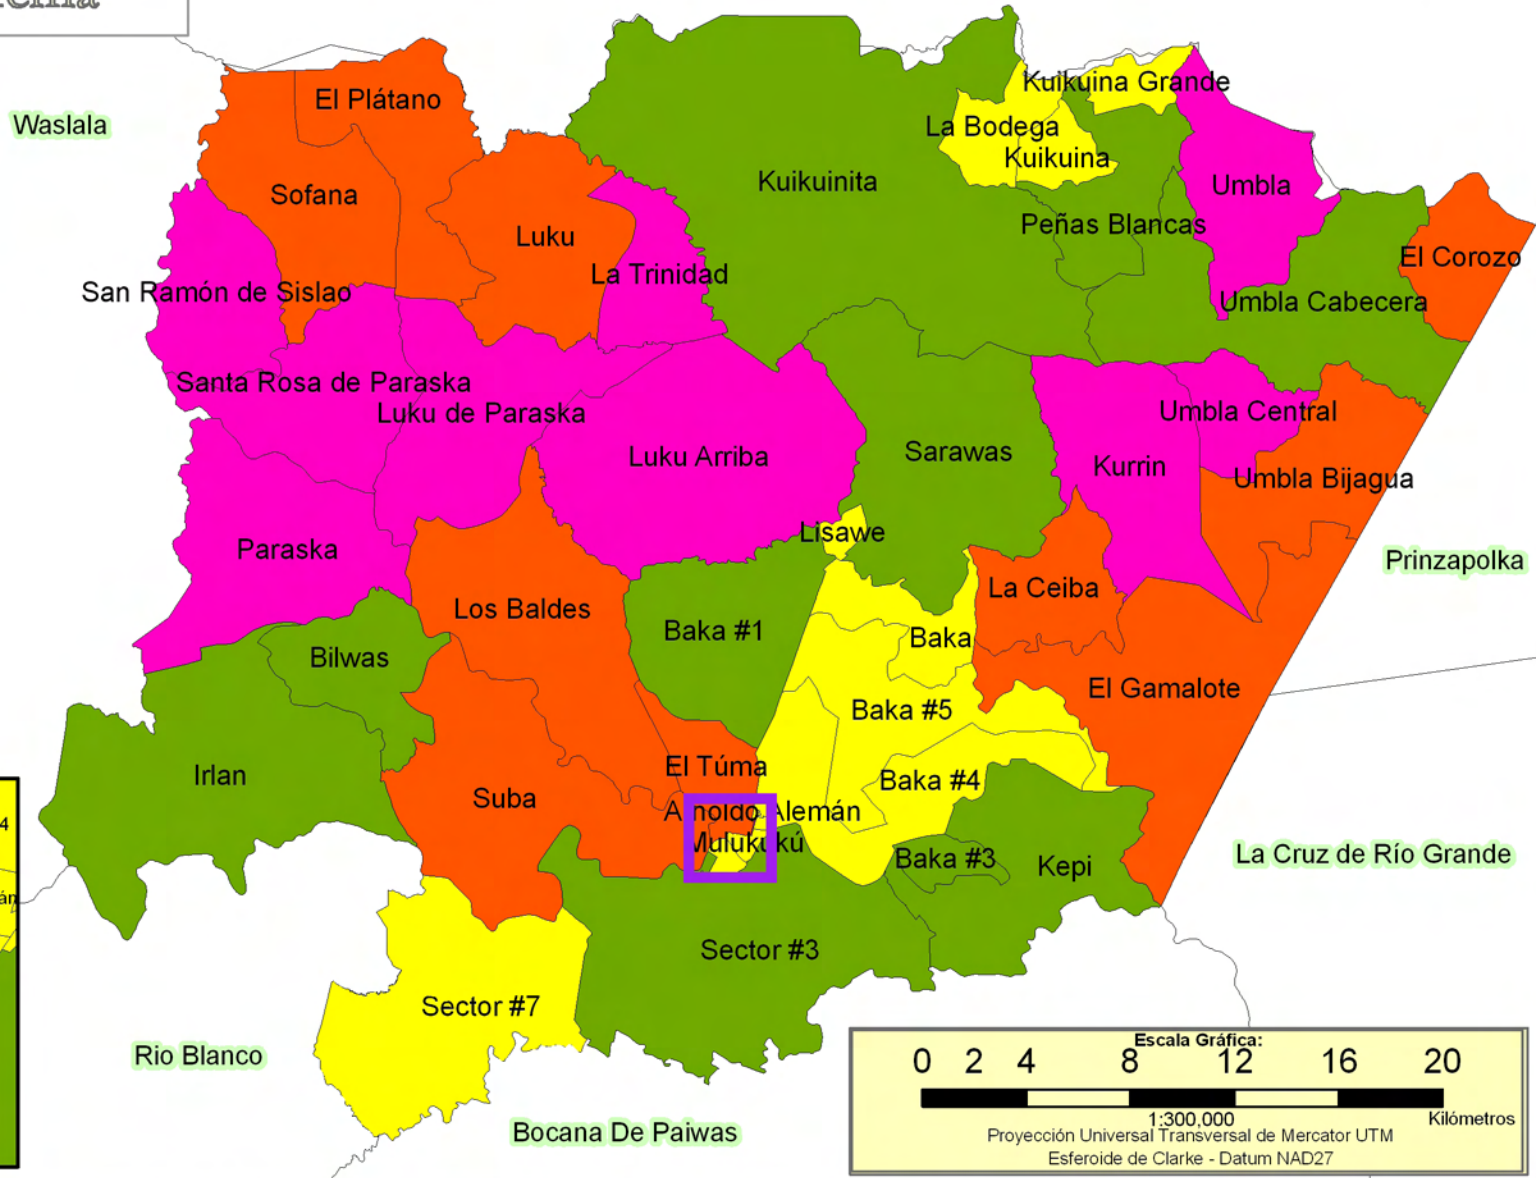 Waslala
El Plátano
Kuikuina Grande
La Bodega
Kuikuina
Kuikuinita
Umbla
Sofana
Peñas Blancas
Luku
El Corozo
La Trinidad
San Ramón de Sislao
Umbla Cabecera
Santa Rosa de Paraska
Luku de Paraska
Umbla Central
Luku Arriba
Sarawas
Kurrin
Umbla Bijagua
Lisawe
Paraska
Prinzapolka
La Ceiba
Los Baldes
Baka #1
Baka
Bilwas
El Gamalote
Baka #5
El Túma
Irlan
Baka #4
Suba
Arnoldo Alemán
Mulukukú
4
La Cruz de Río Grande
Baka #3
Kepi
Sector #3
Sector #7
Rio Blanco
Bocana De Paiwas
Escala Gráfica:
0 2 4 8 12 16 20
1:300,000
Kilómetros
Proyección Universal Transversal de Mercator UTM
Esferoide de Clarke - Datum NAD27